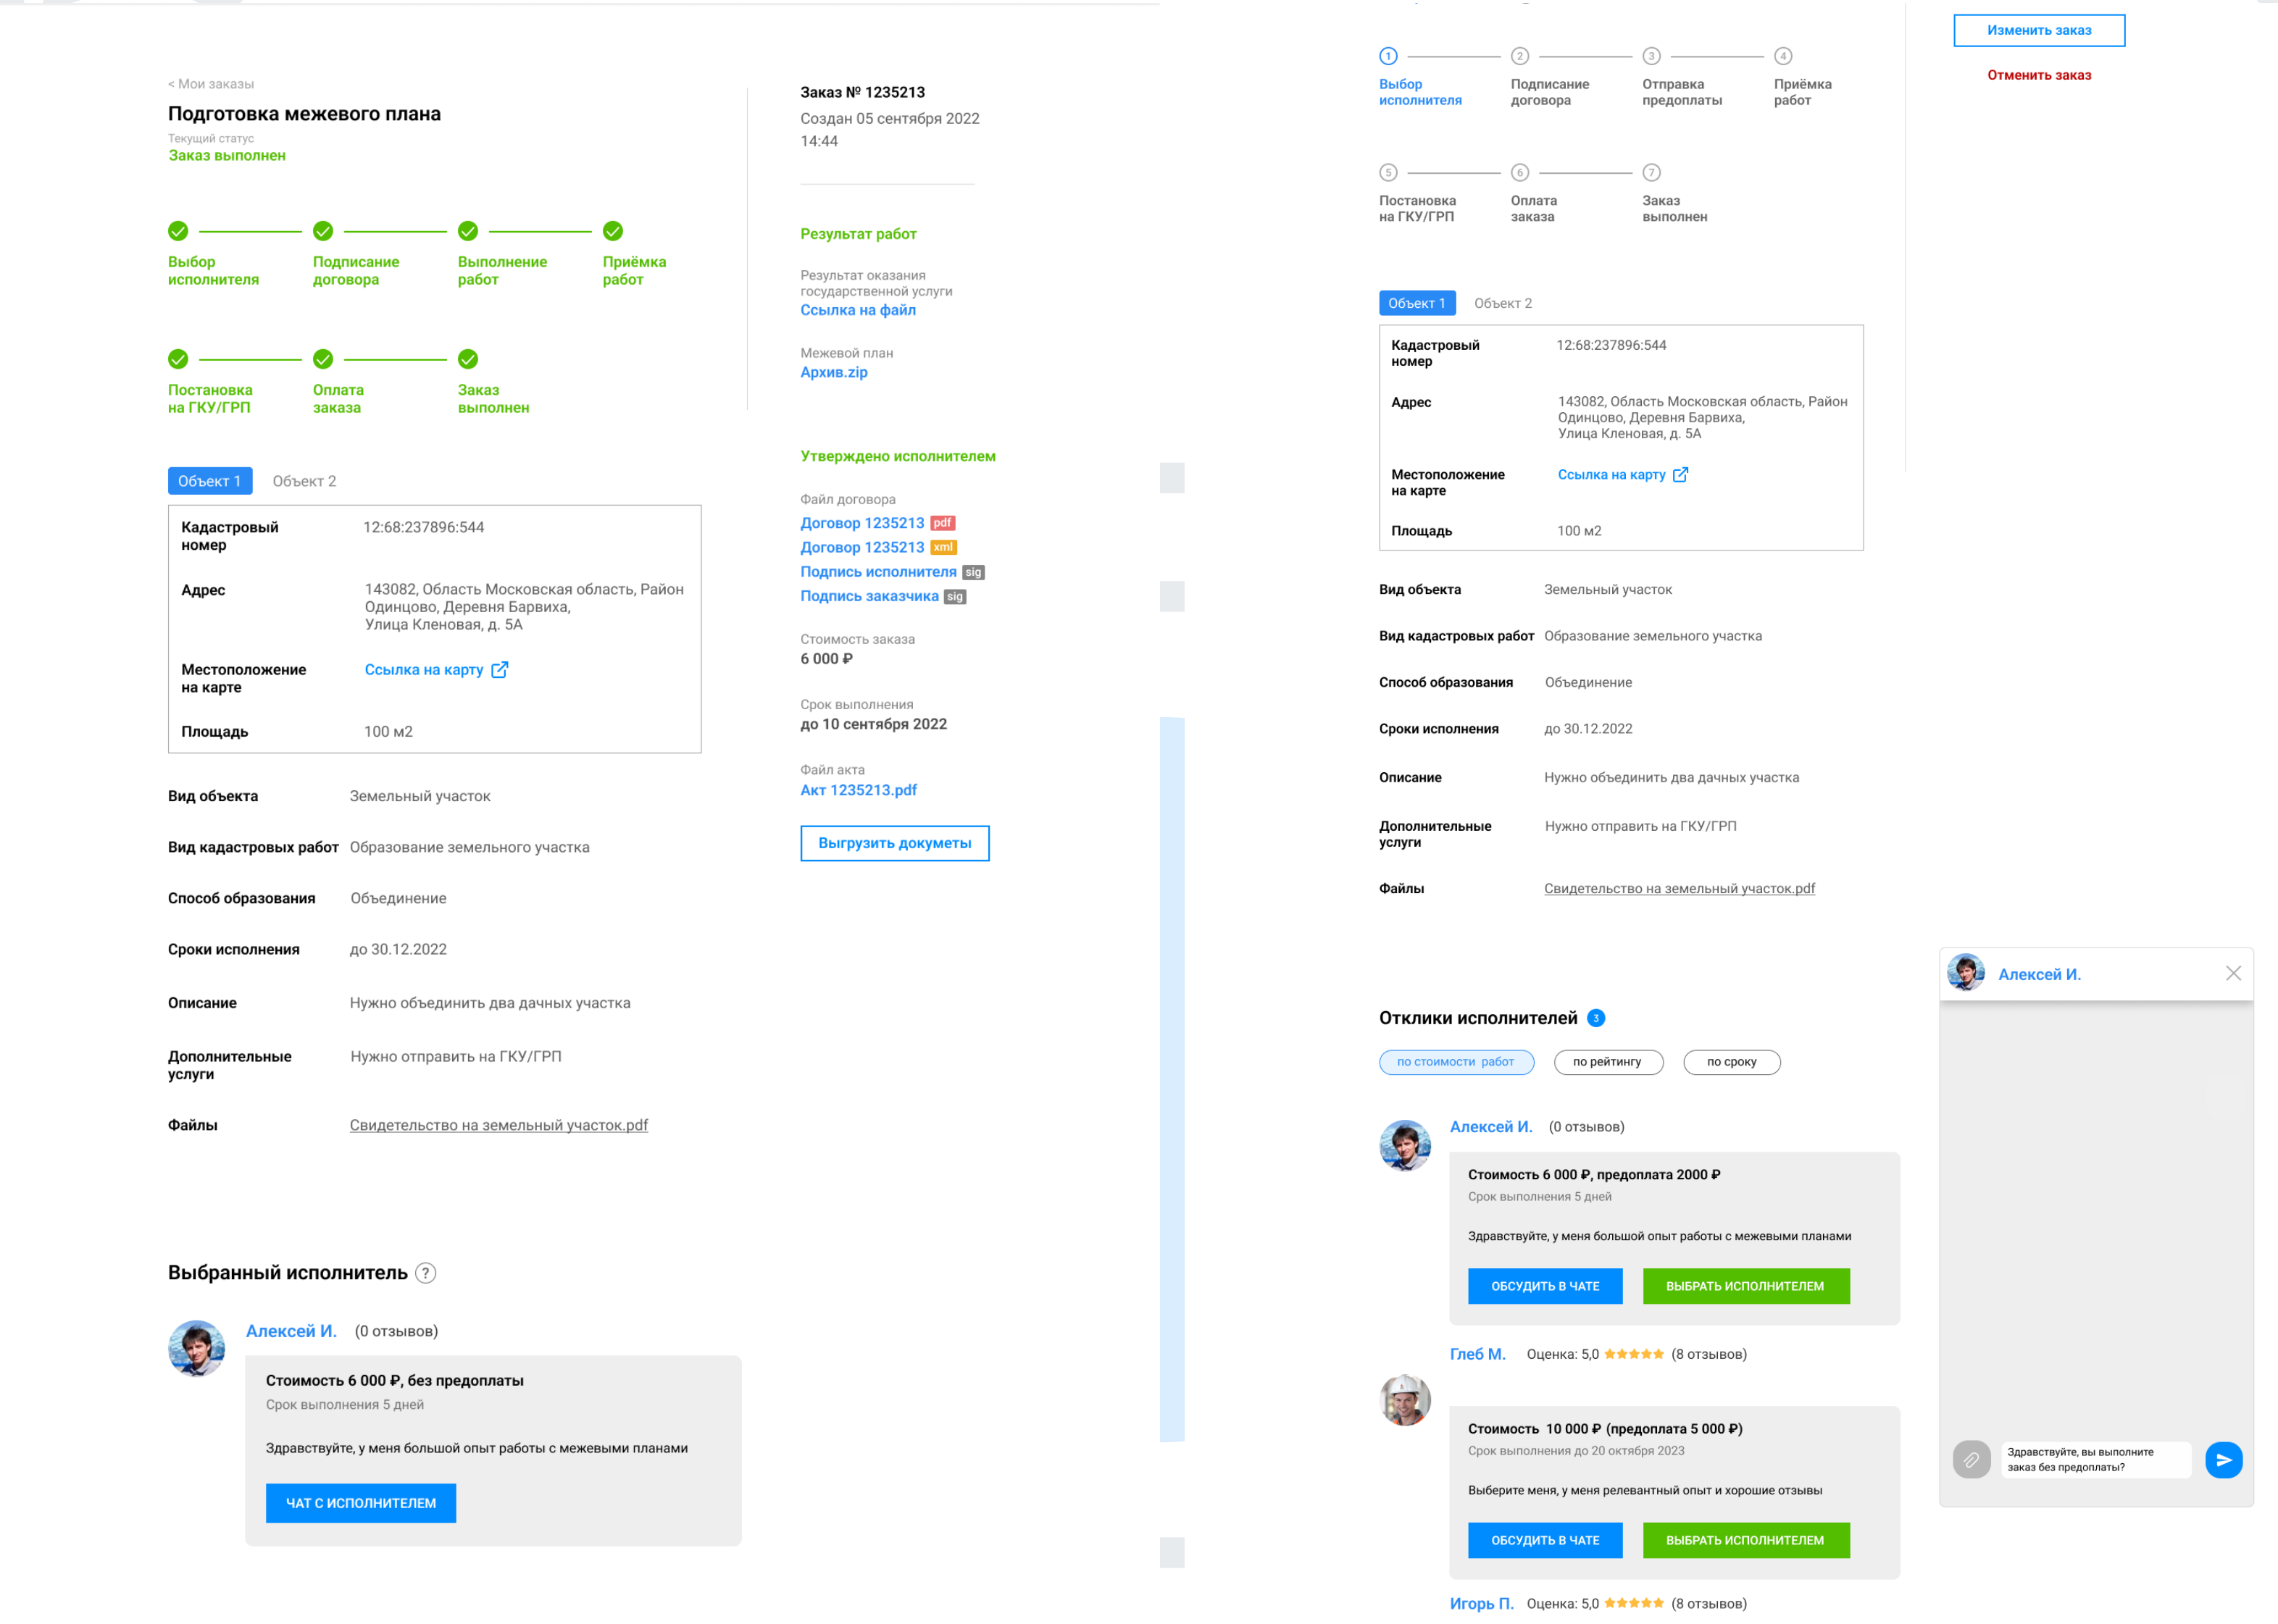 < Мои заказы
Подготовка межевого плана
Текущий статус
Заказ выполнен
Выбор
исполнителя
Подписание
договора
Выполнение
работ
Приёмка
работ
Постановка
на ГКУ/ГРП
Оплата
заказа
Заказ
выполнен
Объект 1
Объект 2
Кадастровый
номер
12:68:237896:544
Адрес
143082, Область Московская область, Район
Одинцово, Деревня Барвиха,
Улица Кленовая, д. 5А
Местоположение
на карте
Ссылка на карту
Площадь
100 м2
Вид объекта
Земельный участок
Вид кадастровых работ
Образование земельного участка
Способ образования
Объединение
Сроки исполнения
до 30.12.2022
Описание
Нужно объединить два дачных участка
Дополнительные
услуги
Нужно отправить на ГКУ/ГРП
Файлы
Свидетельство на земельный участок.pdf
Выбранный исполнитель ?
Алексей И. (0 отзывов)
Стоимость 6 000 ₽, без предоплаты
Срок выполнения 5 дней
Здравствуйте, у меня большой опыт работы с межевыми планами
ЧАТ С ИСПОЛНИТЕЛЕМ
Заказ № 1235213
Создан 05 сентября 2022
14:44
Результат работ
Результат оказания
государственной услуги
Ссылка на файл
Межевой план
Архив.zip
Утверждено исполнителем
Файл договора
Договор 1235213 pdf
Договор 1235213 xml
Подпись исполнителя sig
Подпись заказчика sig
Стоимость заказа
6 000 ₽
Срок выполнения
до 10 сентября 2022
Файл акта
Акт 1235213.pdf
Выгрузить докуметы
1
2
3
4
Выбор
исполнителя
Подписание
договора
Отправка
предоплаты
Приёмка
работ
5
6
7
Постановка
на ГКУ/ГРП
Оплата
заказа
Заказ
выполнен
Объект 1
Объект 2
Кадастровый
номер
12:68:237896:544
Адрес
143082, Область Московская область, Район
Одинцово, Деревня Барвиха,
Улица Кленовая, д. 5А
Местоположение
на карте
Ссылка на карту
Площадь
100 м2
Вид объекта
Земельный участок
Вид кадастровых работ
Образование земельного участка
Способ образования
Объединение
Сроки исполнения
до 30.12.2022
Описание
Нужно объединить два дачных участка
Дополнительные
услуги
Нужно отправить на ГКУ/ГРП
Файлы
Свидетельство на земельный участок.pdf
Отклики исполнителей 3
по стоимости работ
по рейтингу
по сроку
Алексей И. (0 отзывов)
Стоимость 6 000 ₽, предоплата 2000 ₽
Срок выполнения 5 дней
Здравствуйте, у меня большой опыт работы с межевыми планами
ОБСУДИТЬ В ЧАТЕ
ВЫБРАТЬ ИСПОЛНИТЕЛЕМ
Глеб М. Оценка: 5,0 (8 отзывов)
Стоимость 10 000 ₽ (предоплата 5 000 ₽)
Срок выполнения до 20 октября 2023
Выберите меня, у меня релевантный опыт и хорошие отзывы
ОБСУДИТЬ В ЧАТЕ
ВЫБРАТЬ ИСПОЛНИТЕЛЕМ
Игорь П. Оценка: 5,0 (8 отзывов)
Изменить заказ
Отменить заказ
Алексей И.
Здравствуйте, вы выполните
заказ без предоплаты?